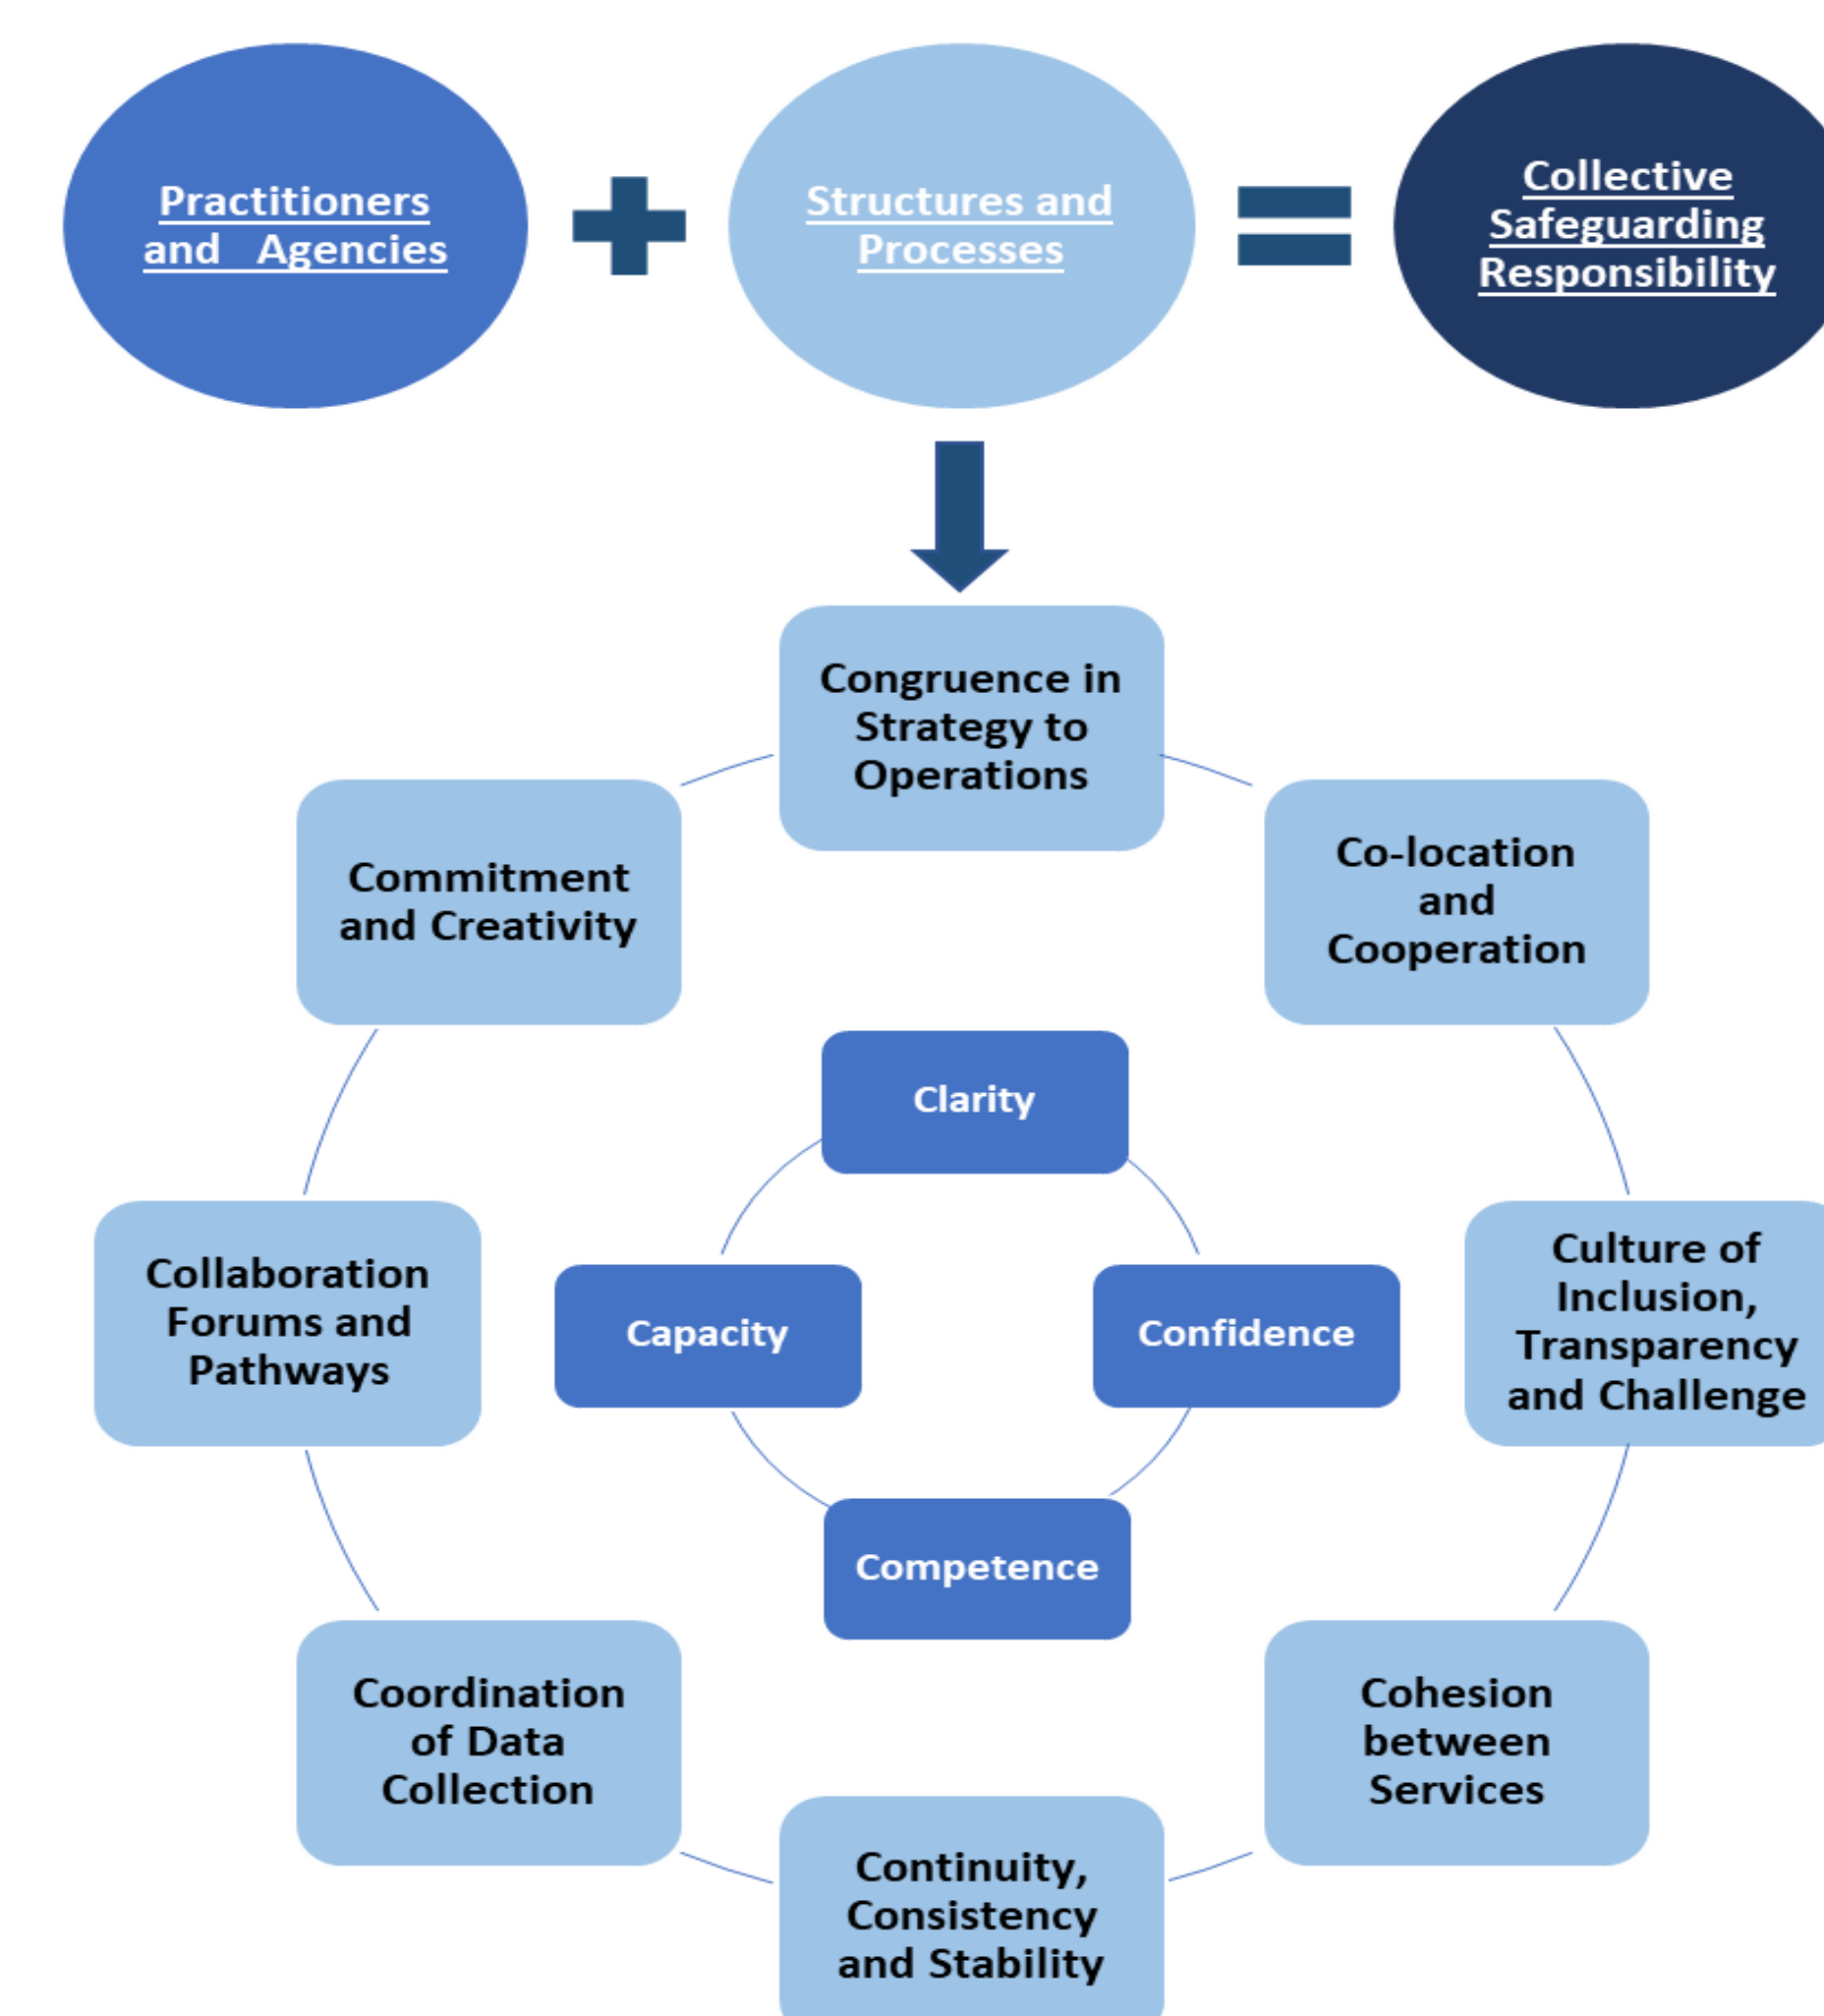 Practitioners
and Agencies
Structures and
Processes
Collective
Safeguarding
Responsibility
Congruence in
Strategy to
Operations
Commitment
and Creativity
Co-location
and
Cooperation
Clarity
Collaboration
Forums and
Pathways
Capacity
Confidence
Culture of
Inclusion,
Transparency
and Challenge
Competence
Coordination
of Data
Collection
Cohesion
between
Services
Continuity,
Consistency
and Stability